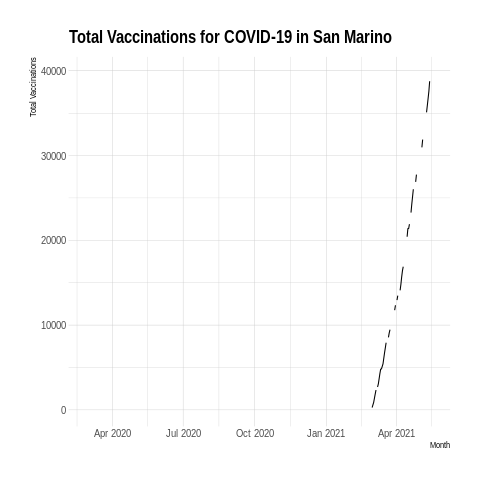 Total Vaccinations for COVID-19 in San Marino
Total Vaccinations
40000
30000
20000
10000
0
Apr 2020 Jul 2020 Oct 2020 Jan 2021 Apr 2021
Month